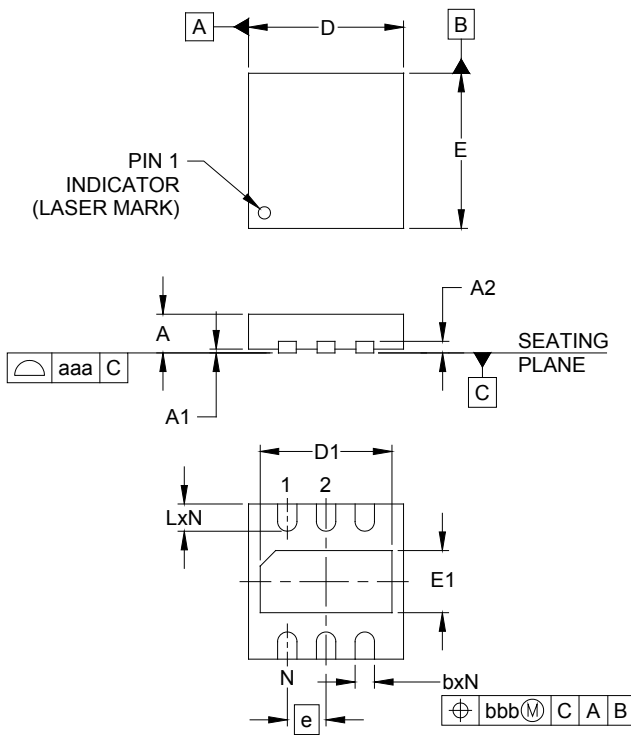 A
D
B
E
PIN 1
INDICATOR
(LASER MARK)
A2
A
SEATING
PLANE
aaa C
C
A1
D1
1 2
LxN
E1
N
bxN
e
bbb Ⓜ C A B